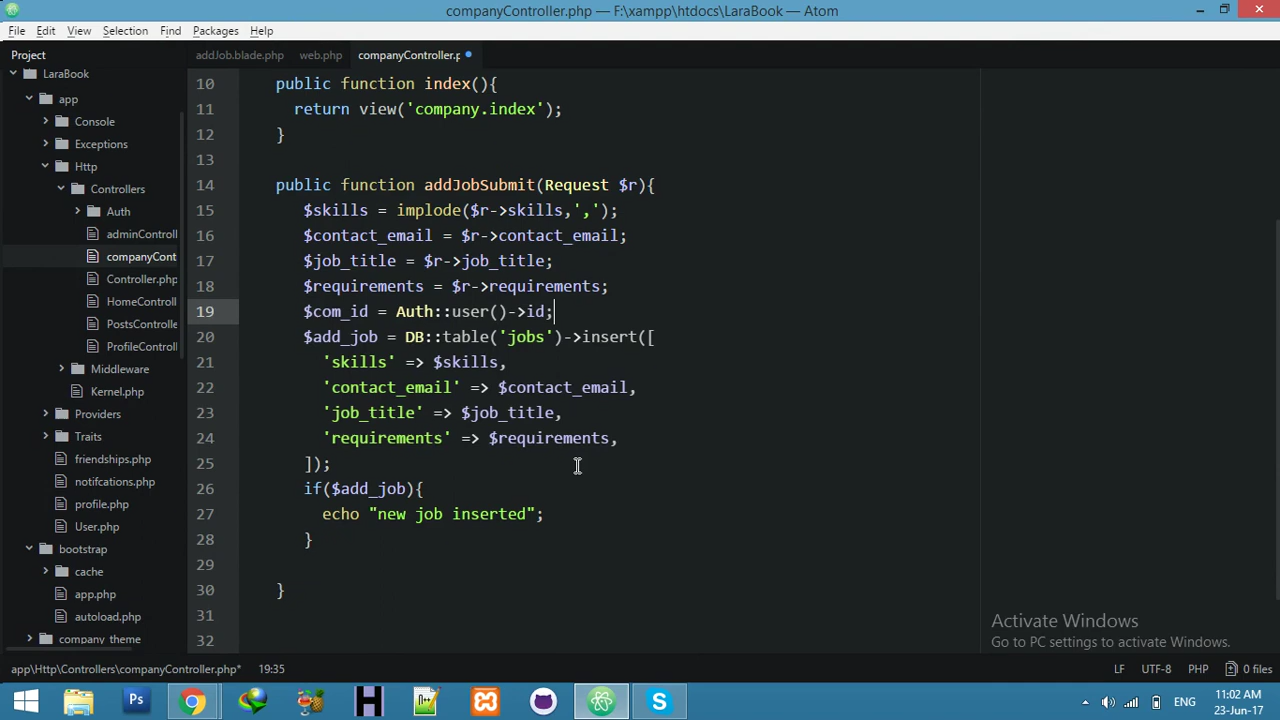 companyController.php — F:\xampp\htdocs\LaraBook — Atom
File Edit View Selection Find Packages Help
Project
addJob.blade.php web.php companyController.p
LaraBook
app
Console
Exceptions
Http
Controllers
Auth
adminControll
companyCont
Controller.php
HomeControll
PostsControlle
ProfileControll
Middleware
Kernel.php
Providers
Traits
friendships.php
notifcations.php
profile.php
User.php
bootstrap
cache
app.php
autoload.php
company theme
10 public function index(){
11 return view('company.index');
12 }
13
14 public function addJobSubmit(Request $r){
15 $skills = implode($r->skills,',');
16 $contact_email = $r->contact_email;
17 $job_title = $r->job_title;
18 $requirements = $r->requirements;
19 $com_id = Auth::user()->id;
20 $add_job = DB::table('jobs')->insert([
21 'skills' => $skills,
22 'contact_email' => $contact_email,
23 'job_title' => $job_title,
24 'requirements' => $requirements,
25 ]);
26 if($add_job){
27 echo "new job inserted";
28 }
29
30 }
31
32
Activate Windows
Go to PC settings to activate Windows.
app\Http\Controllers\companyController.php* 19:35 LF UTF-8 PHP 0 files
Ps H n++ S ENG 11:02 AM
23-Jun-17